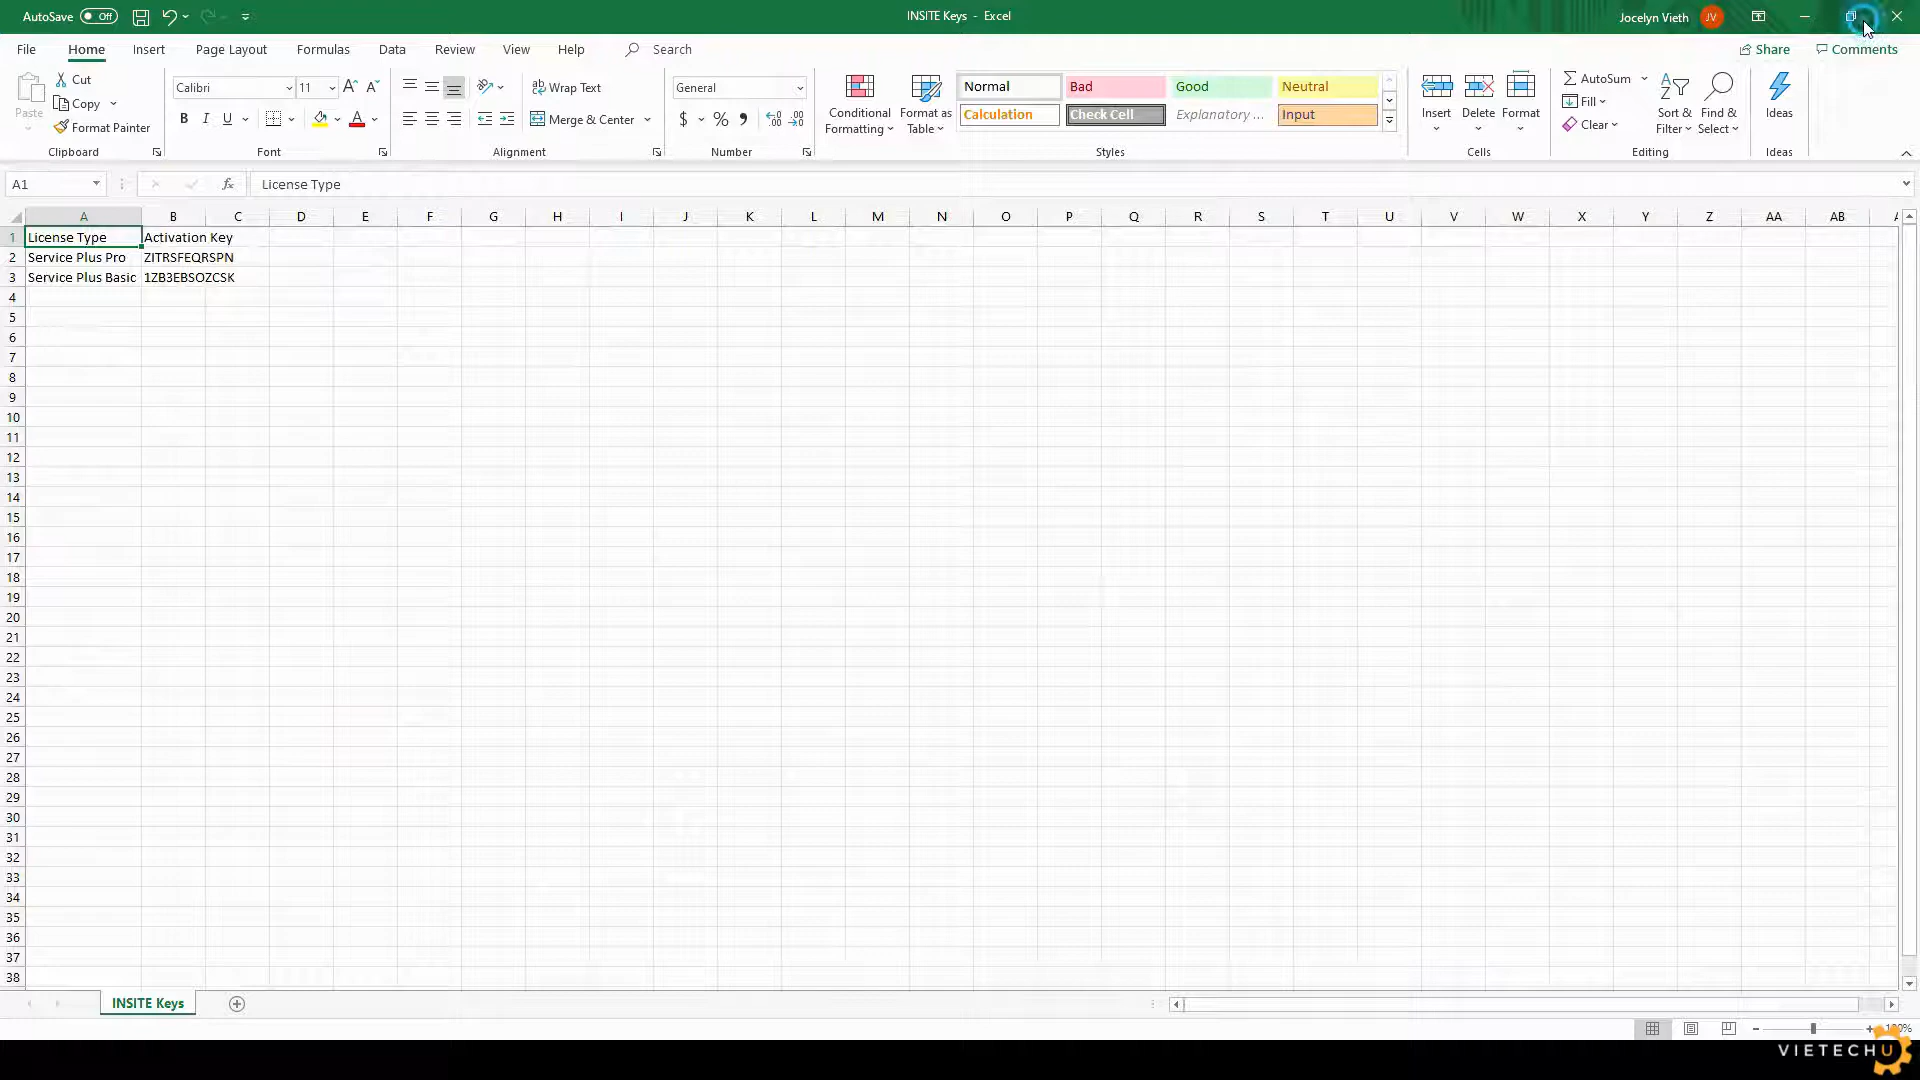 AutoSave Off INSITE Keys - Excel Jocelyn Vieth JV
File Home Insert Page Layout Formulas Data Review View Help Search Share Comments
Paste Cut Copy Format Painter
Calibri 11 A A
B I U A
ab Wrap Text
Merge & Center
General
$ %
Conditional Formatting Format as Table
Normal Bad Good Neutral
Calculation Check Cell Explanatory ... Input
Insert Delete Format
AutoSum Fill Clear
Sort & Filter Find & Select
Ideas
Clipboard Font Alignment Number Styles Cells Editing Ideas
A1 fx License Type
A B C D E F G H I J K L M N O P Q R S T U V W X Y Z AA AB
1 License Type Activation Key
2 Service Plus Pro ZITRSFEQRSPN
3 Service Plus Basic 1ZB3EBSOZCSK
4
5
6
7
8
9
10
11
12
13
14
15
16
17
18
19
20
21
22
23
24
25
26
27
28
29
30
31
32
33
34
35
36
37
38
INSITE Keys
VIETECHU